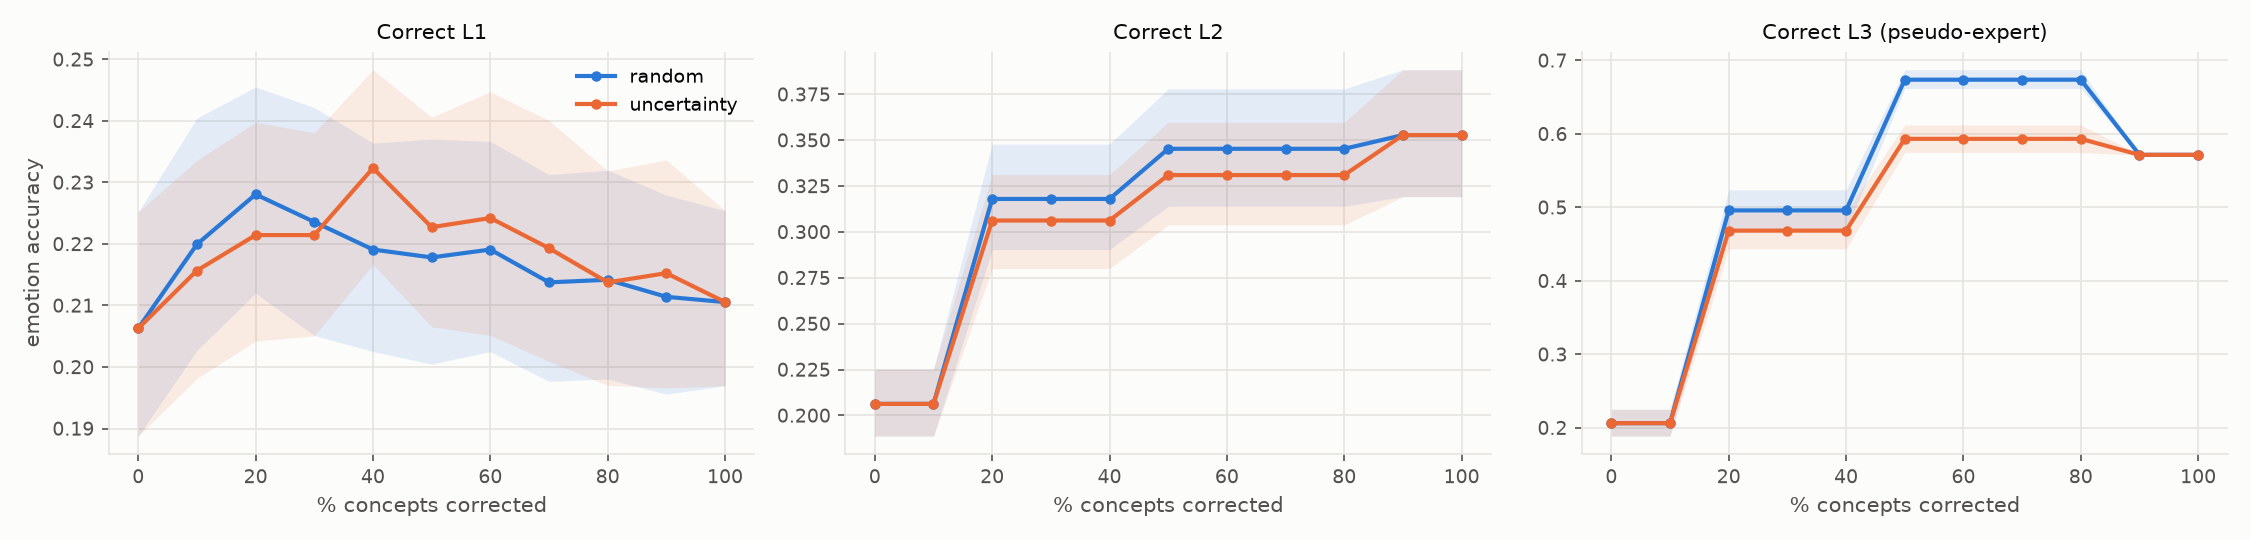 Correct L1
random
uncertainty
emotion accuracy
0.25
0.24
0.23
0.22
0.21
0.20
0.19
0 20 40 60 80 100
% concepts corrected
Correct L2
0.375
0.350
0.325
0.300
0.275
0.250
0.225
0.200
0 20 40 60 80 100
% concepts corrected
Correct L3 (pseudo-expert)
0.7
0.6
0.5
0.4
0.3
0.2
0 20 40 60 80 100
% concepts corrected